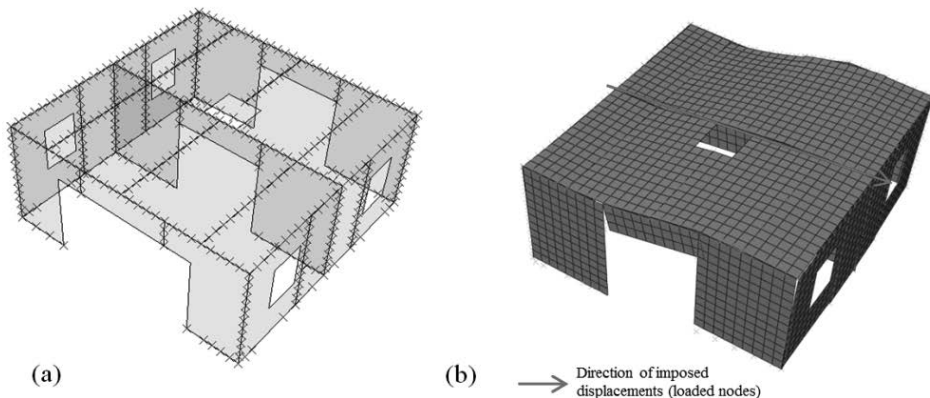 (a)
(b)
Direction of imposed
displacements (loaded nodes)